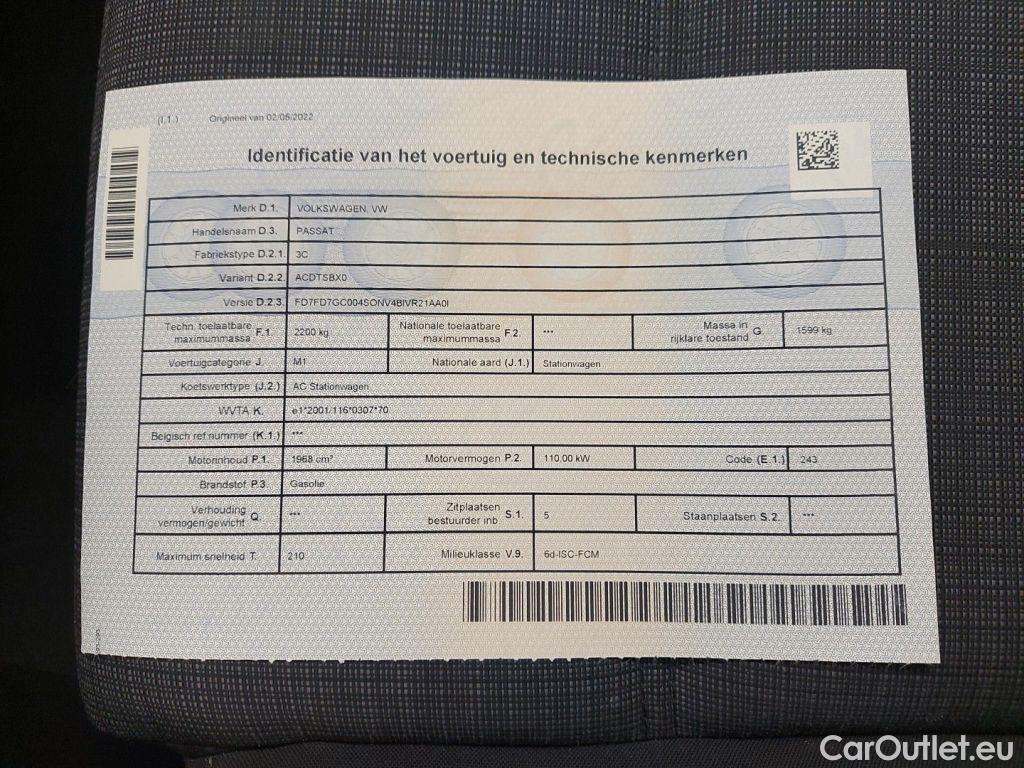 (I.1.) Origineel van 02/05/2022
Identificatie van het voertuig en technische kenmerken
Merk D.1. VOLKSWAGEN, VW
Handelsnaam D.3. PASSAT
Fabriekstype D.2.1. 3C
Variant D.2.2. ACDTSBX0
Versie D.2.3. FD7FD7GC004SONV4BIVR21AA0I
Techn. toelaatbare maximummassa F.1. 2200 kg Nationale toelaatbare maximummassa F.2. *** Massa in rijklare toestand G. 1599 kg
Voertuigcategorie J. M1 Nationale aard (J.1.) Stationwagen
Koetswerktype (J.2.) AC Stationwagen
WVTA K. e1*2001/116*0307*70
Belgisch ref.nummer (K.1.) ***
Motorinhoud P.1. 1968 cm³ Motorvermogen P.2. 110,00 kW Code (E.1.) 243
Brandstof P.3. Gasolie
Verhouding vermogen/gewicht Q. *** Zitplaatsen bestuurder inb. S.1. 5 Staanplaatsen S.2. ***
Maximum snelheid T. 210 Milieuklasse V.9. 6d-ISC-FCM
CarOutlet.eu